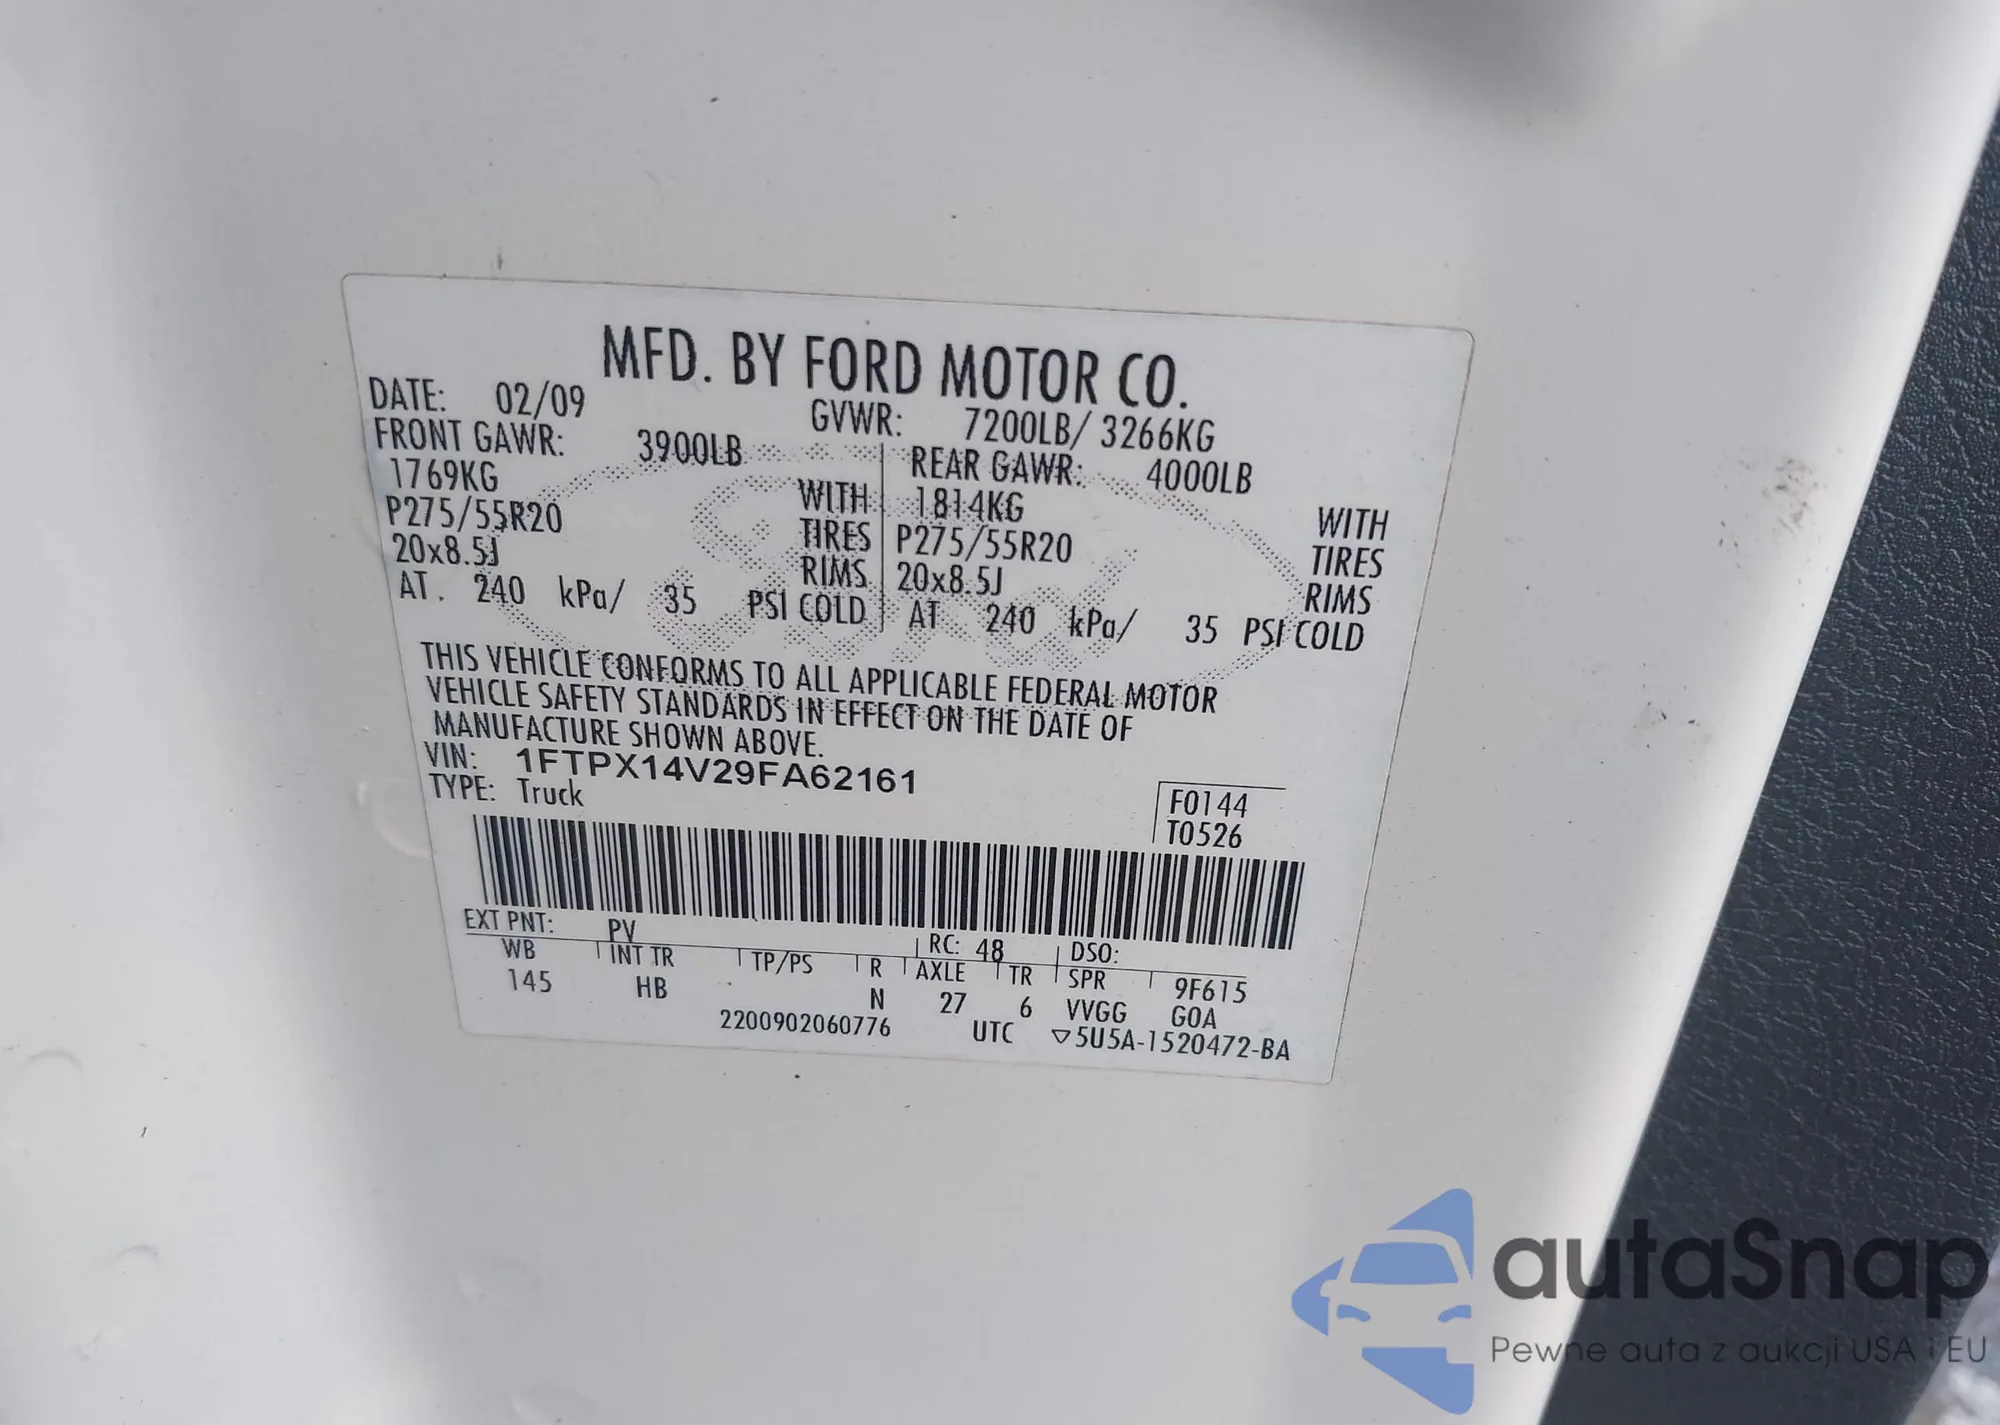 MFD. BY FORD MOTOR CO.
DATE: 02/09 GVWR: 7200LB/ 3266KG
FRONT GAWR: 3900LB REAR GAWR: 4000LB
1769KG WITH 1814KG WITH
P275/55R20 TIRES P275/55R20 TIRES
20x8.5J RIMS 20x8.5J RIMS
AT. 240 kPa/ 35 PSI COLD AT 240 kPa/ 35 PSI COLD
THIS VEHICLE CONFORMS TO ALL APPLICABLE FEDERAL MOTOR
VEHICLE SAFETY STANDARDS IN EFFECT ON THE DATE OF
MANUFACTURE SHOWN ABOVE.
VIN: 1FTPX14V29FA62161
TYPE: Truck
F0144
T0526
EXT PNT: PV RC: 48 DSO:
WB INT TR TP/PS R AXLE TR SPR 9F615
145 HB N 27 6 VVGG GOA
2200902060776 UTC ▽5U5A-1520472-BA
Ford
autaSnap
Pewne auta z aukcji USA i EU